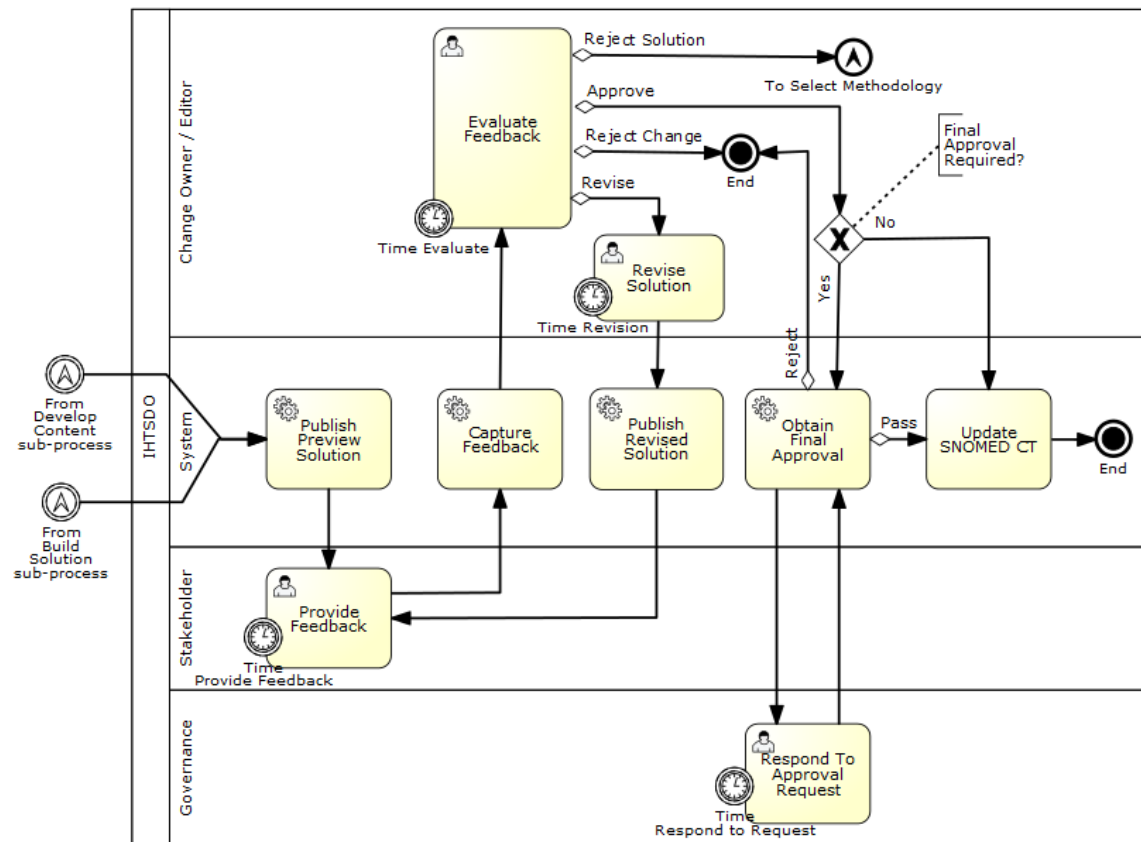 IHTSDO
Change Owner / Editor
Evaluate
Feedback
Time Evaluate
Reject Solution
To Select Methodology
Approve
Reject Change
End
Revise
Final
Approval
Required?
No
Yes
Revise
Solution
Time Revision
System
From
Develop
Content
sub-process
From
Build
Solution
sub-process
Publish
Preview
Solution
Capture
Feedback
Publish
Revised
Solution
Reject
Obtain
Final
Approval
Pass
Update
SNOMED CT
End
Stakeholder
Provide
Feedback
Time
Provide Feedback
Governance
Respond To
Approval
Request
Time
Respond to Request